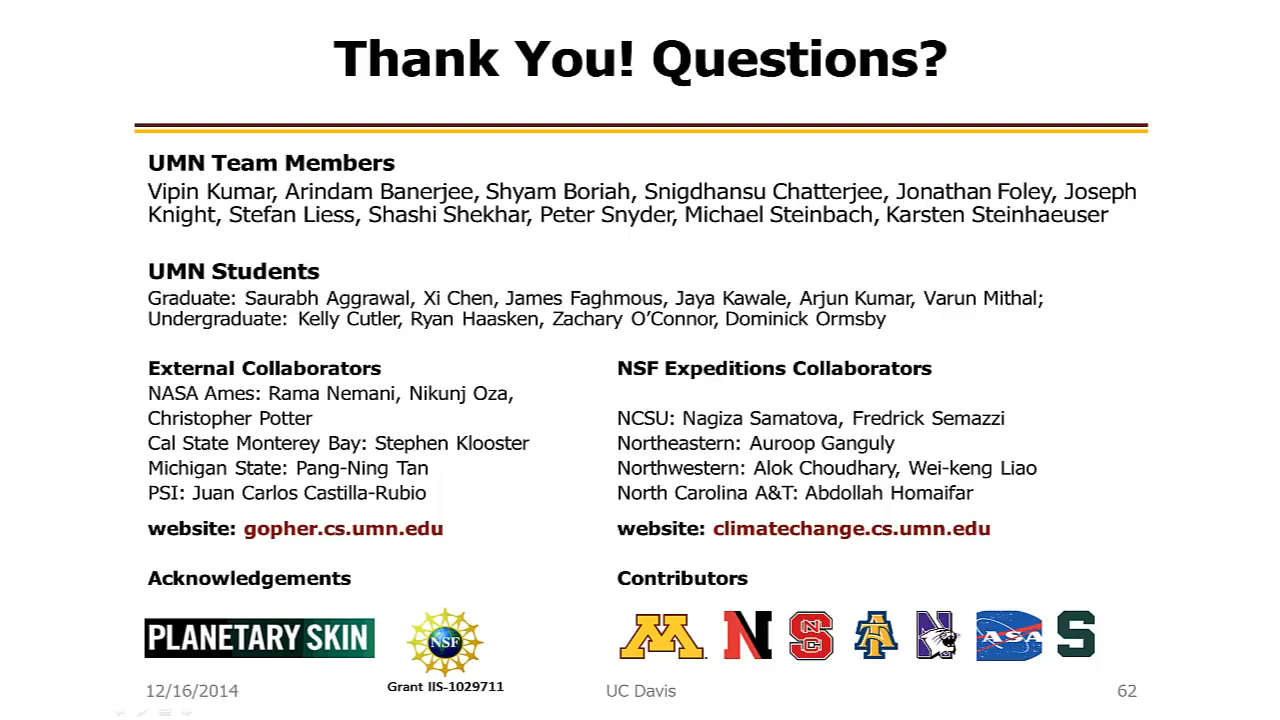 Thank You! Questions?
UMN Team Members
Vipin Kumar, Arindam Banerjee, Shyam Boriah, Snigdhansu Chatterjee, Jonathan Foley, Joseph
Knight, Stefan Liess, Shashi Shekhar, Peter Snyder, Michael Steinbach, Karsten Steinhaeuser
UMN Students
Graduate: Saurabh Aggrawal, Xi Chen, James Faghmous, Jaya Kawale, Arjun Kumar, Varun Mithal;
Undergraduate: Kelly Cutler, Ryan Haasken, Zachary O’Connor, Dominick Ormsby
External Collaborators
NASA Ames: Rama Nemani, Nikunj Oza,
Christopher Potter
Cal State Monterey Bay: Stephen Klooster
Michigan State: Pang-Ning Tan
PSI: Juan Carlos Castilla-Rubio
website: gopher.cs.umn.edu
NSF Expeditions Collaborators
NCSU: Nagiza Samatova, Fredrick Semazzi
Northeastern: Auroop Ganguly
Northwestern: Alok Choudhary, Wei-keng Liao
North Carolina A&T: Abdollah Homaifar
website: climatechange.cs.umn.edu
Acknowledgements
PLANETARY SKIN
NSF
Grant IIS-1029711
Contributors
M N NCS AT N NASA S
12/16/2014
UC Davis
62